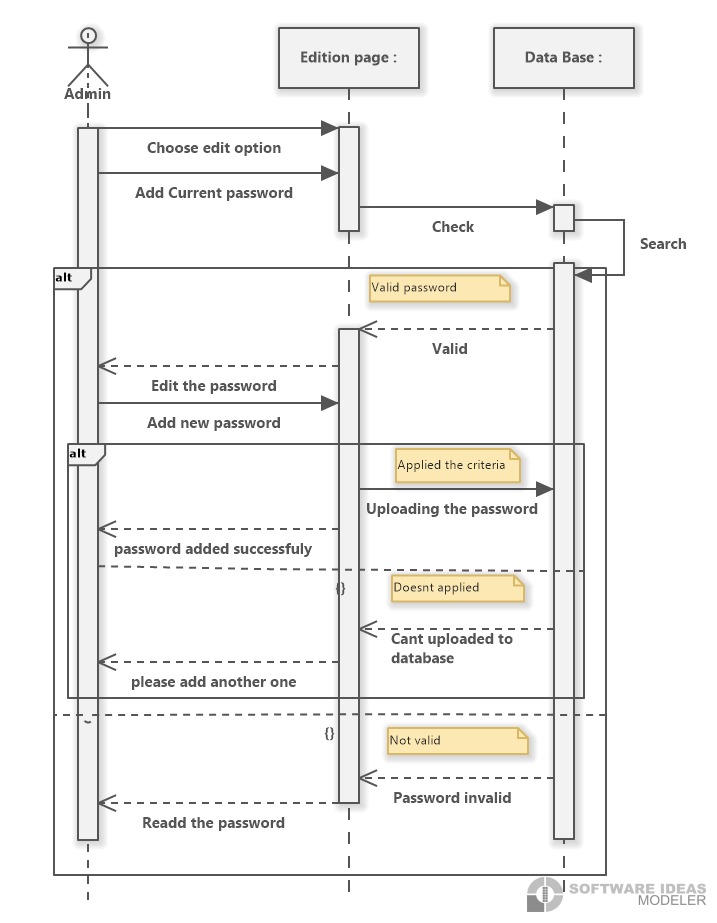 Edition page :
Data Base :
Admin
Choose edit option
Add Current password
Check
Search
alt
Valid password
Valid
Edit the password
Add new password
alt
Applied the criteria
Uploading the password
password added successfuly
{}
Doesnt applied
Cant uploaded to
database
please add another one
{}
Not valid
Password invalid
Readd the password
SOFTWARE IDEAS
MODELER